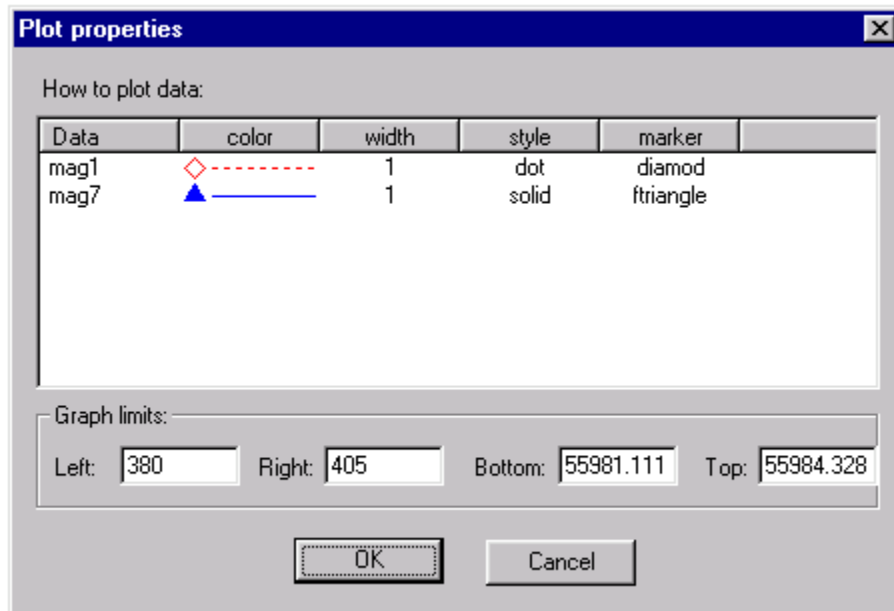 Plot properties
How to plot data:
Data color width style marker
mag1 1 dot diamod
mag7 1 solid ftriangle
Graph limits:
Left: 380 Right: 405 Bottom: 55981.111 Top: 55984.328
OK Cancel